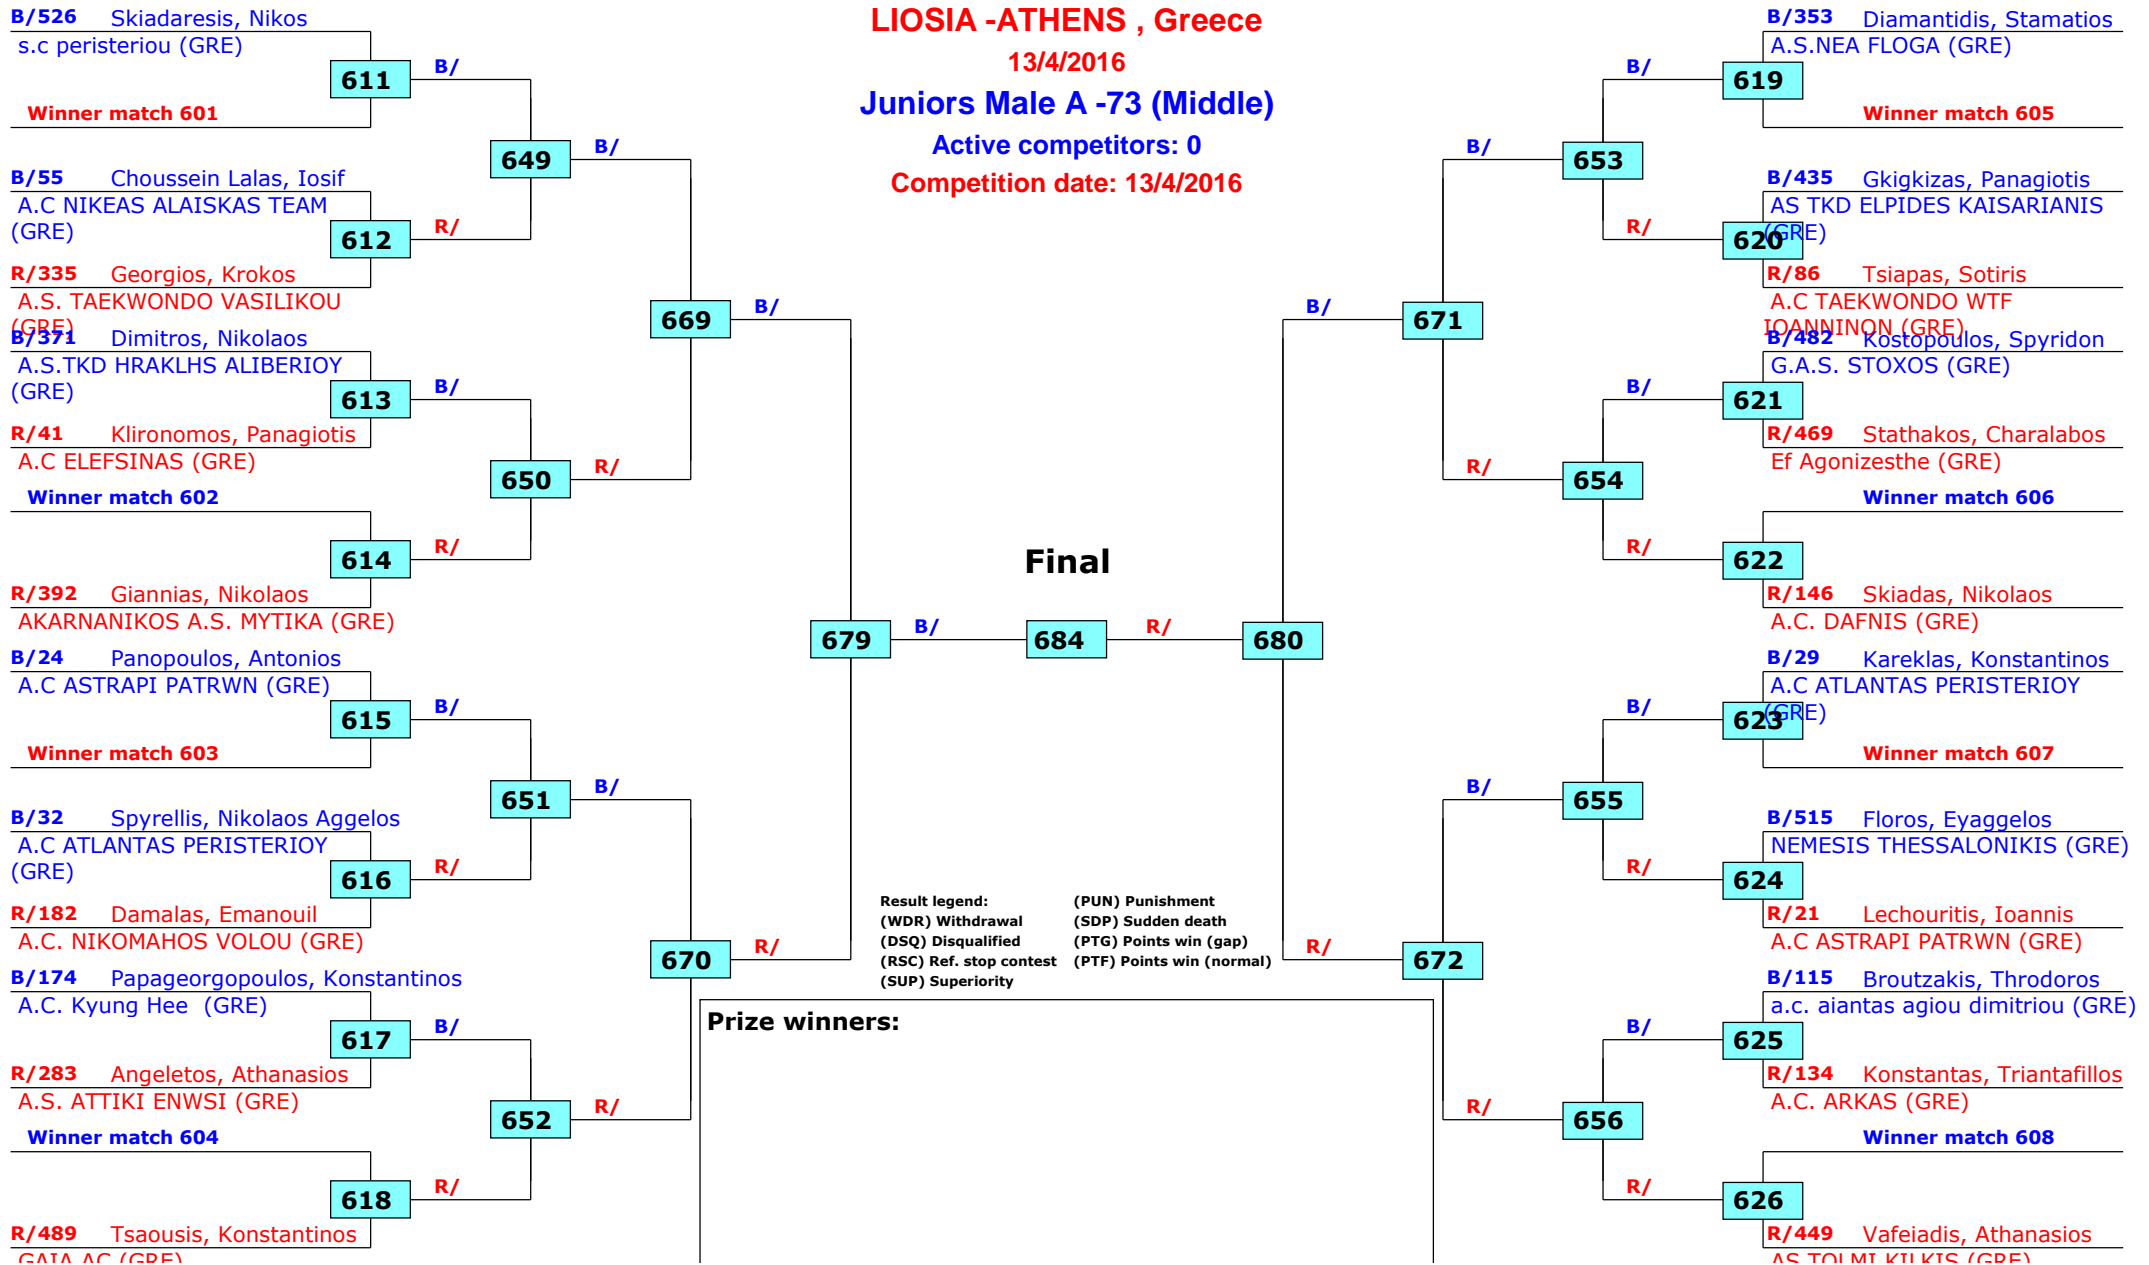 LIOSIA -ATHENS , Greece
13/4/2016
Juniors Male A -73 (Middle)
Active competitors: 0
Competition date: 13/4/2016
B/526 Skiadaresis, Nikos
s.c peristeriou (GRE)
611
B/
Winner match 601
649
B/
B/55 Choussein Lalas, Iosif
A.C NIKEAS ALAISKAS TEAM
(GRE)
612
R/
R/335 Georgios, Krokos
A.S. TAEKWONDO VASILIKOU
(GRE)
669
B/
B/371 Dimitros, Nikolaos
A.S.TKD HRAKLHS ALIBERIOY
(GRE)
613
B/
R/41 Klironomos, Panagiotis
A.C ELEFSINAS (GRE)
650
R/
Winner match 602
614
R/
R/392 Giannias, Nikolaos
AKARNANIKOS A.S. MYTIKA (GRE)
679
B/
B/24 Panopoulos, Antonios
A.C ASTRAPI PATRWN (GRE)
615
B/
Winner match 603
651
B/
B/32 Spyrellis, Nikolaos Aggelos
A.C ATLANTAS PERISTERIOY
(GRE)
616
R/
R/182 Damalas, Emanouil
A.C. NIKOMAHOS VOLOU (GRE)
670
R/
B/174 Papageorgopoulos, Konstantinos
A.C. Kyung Hee (GRE)
617
B/
R/283 Angeletos, Athanasios
A.S. ATTIKI ENWSI (GRE)
652
R/
Winner match 604
618
R/
R/489 Tsaousis, Konstantinos
GAIA AC (GRE)
Final
684
R/
680
Result legend:
(WDR) Withdrawal
(DSQ) Disqualified
(RSC) Ref. stop contest
(SUP) Superiority
(PUN) Punishment
(SDP) Sudden death
(PTG) Points win (gap)
(PTF) Points win (normal)
Prize winners:
B/353 Diamantidis, Stamatios
A.S.NEA FLOGA (GRE)
B/
619
Winner match 605
B/
653
B/435 Gkigkizas, Panagiotis
AS TKD ELPIDES KAISARIANIS
(GRE)
R/
620
R/86 Tsiapas, Sotiris
A.C TAEKWONDO WTF
IOANNINON (GRE)
B/
671
B/482 Kostopoulos, Spyridon
G.A.S. STOXOS (GRE)
B/
621
R/469 Stathakos, Charalabos
Ef Agonizesthe (GRE)
R/
654
Winner match 606
R/
622
R/146 Skiadas, Nikolaos
A.C. DAFNIS (GRE)
B/29 Kareklas, Konstantinos
A.C ATLANTAS PERISTERIOY
(GRE)
B/
623
Winner match 607
B/
655
B/515 Floros, Eyaggelos
NEMESIS THESSALONIKIS (GRE)
R/
624
R/21 Lechouritis, Ioannis
A.C ASTRAPI PATRWN (GRE)
R/
672
B/115 Broutzakis, Throdoros
a.c. aiantas agiou dimitriou (GRE)
B/
625
R/134 Konstantas, Triantafillos
A.C. ARKAS (GRE)
R/
656
Winner match 608
R/
626
R/449 Vafeiadis, Athanasios
AS TOLMI KILKIS (GRE)